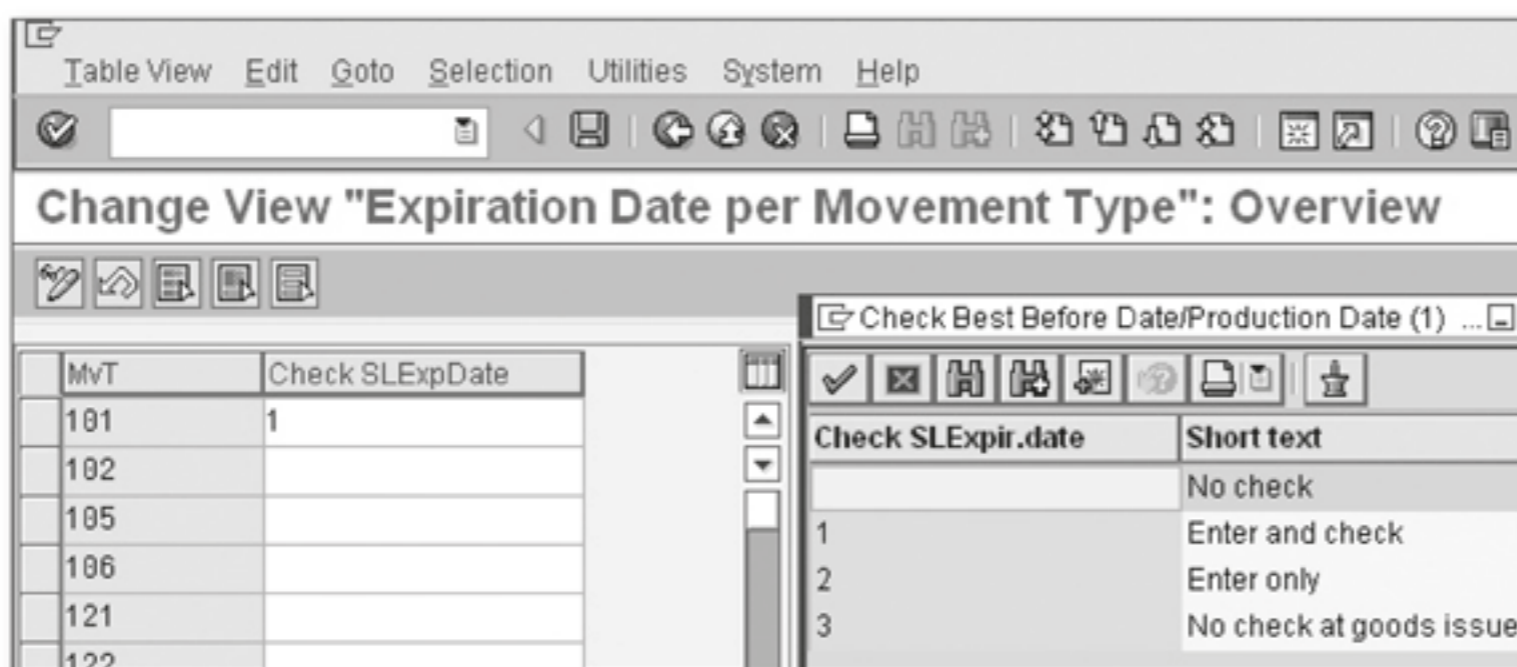 Table View Edit Goto Selection Utilities System Help
Change View "Expiration Date per Movement Type": Overview
Check Best Before Date/Production Date (1) ...
MvT Check SLExpDate
101 1
102
105
106
121
122
Check SLExpir.date Short text
No check
1 Enter and check
2 Enter only
3 No check at goods issue